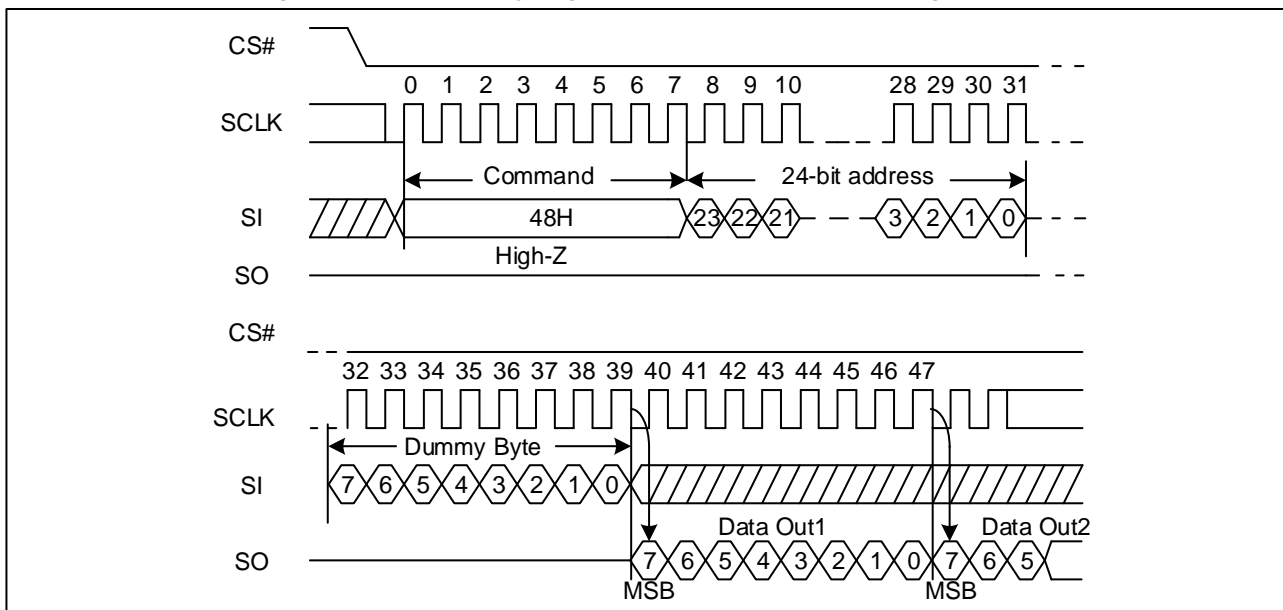 CS#
0 1 2 3 4 5 6 7 8 9 10 28 29 30 31
SCLK
Command 24-bit address
SI 48H 23 22 21 3 2 1 0
High-Z
SO
CS#
32 33 34 35 36 37 38 39 40 41 42 43 44 45 46 47
SCLK
Dummy Byte
SI 7 6 5 4 3 2 1 0
Data Out1 Data Out2
SO 7 6 5 4 3 2 1 0 7 6 5
MSB MSB